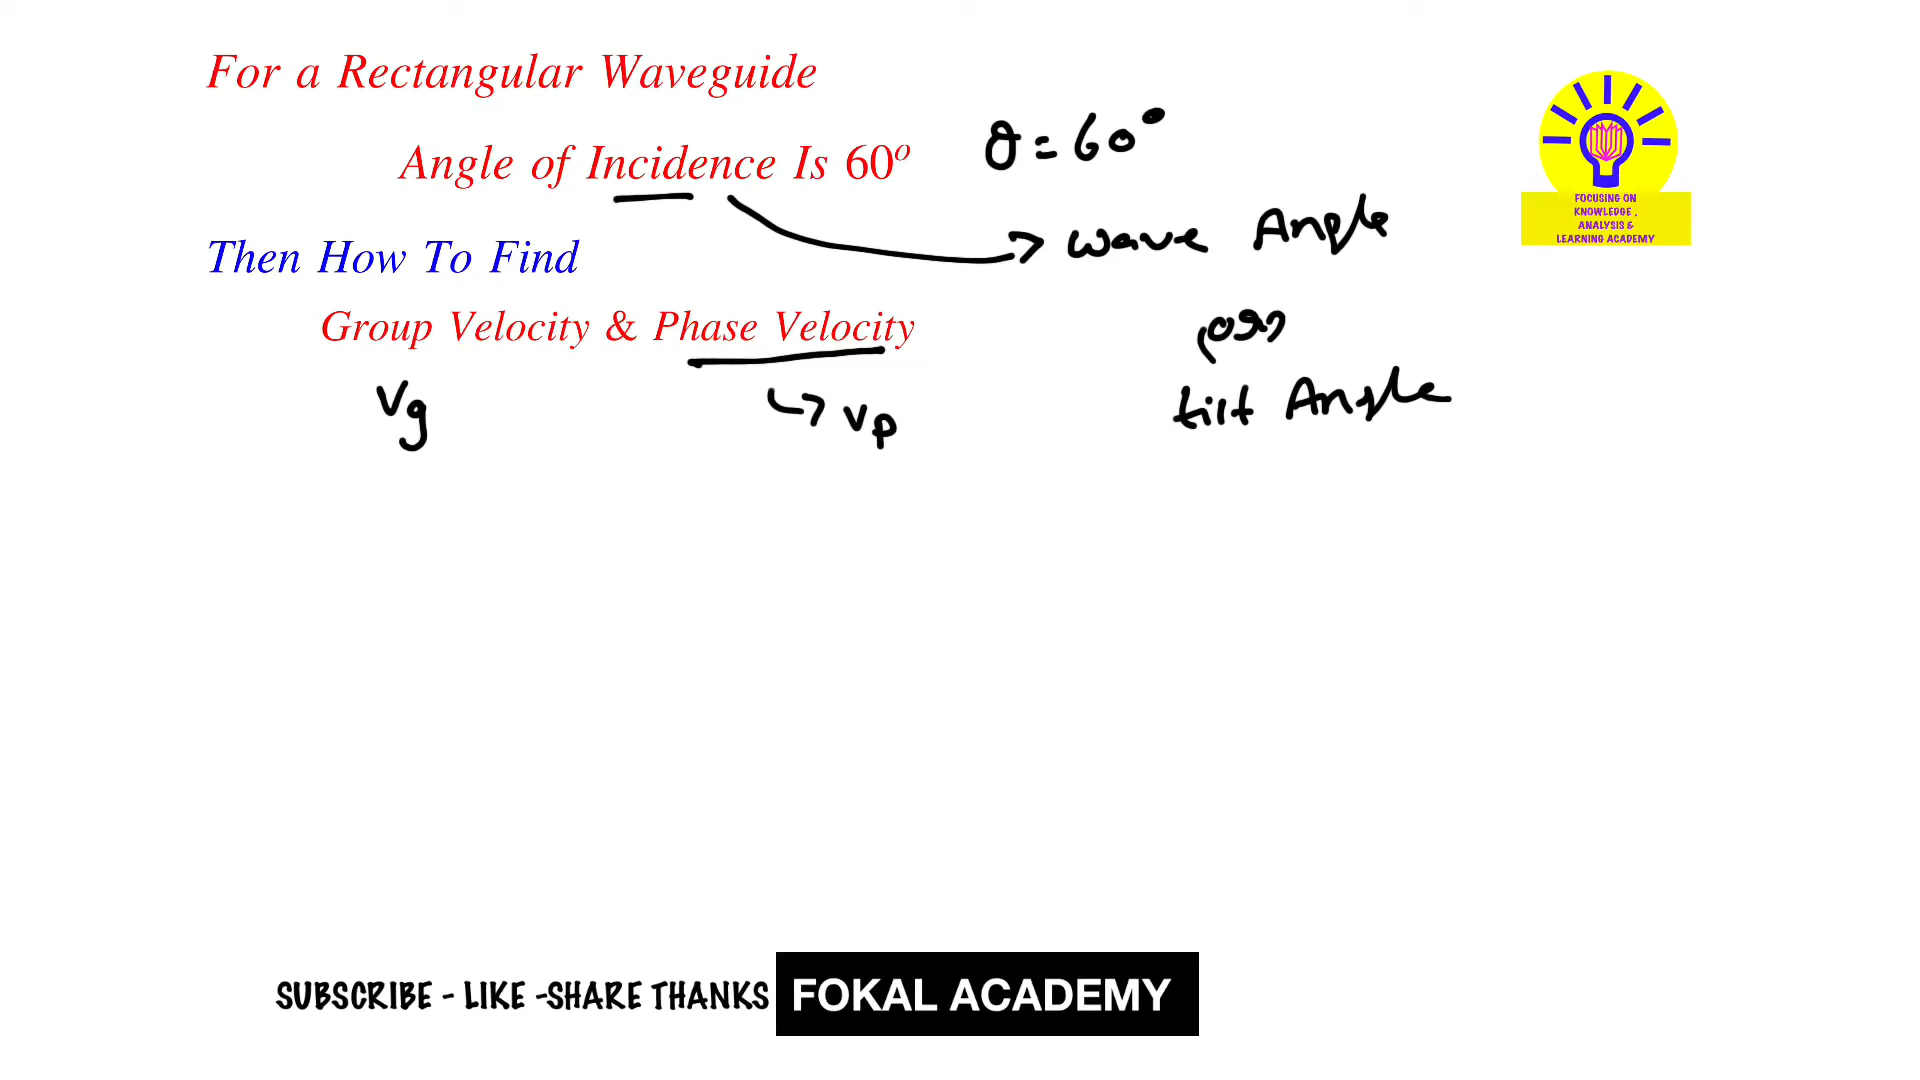 For a Rectangular Waveguide
Angle of Incidence Is 60º
θ = 60°
wave Angle
Then How To Find
Group Velocity & Phase Velocity
Vg
↳ Vp
tilt Angle
FOCUSING ON
KNOWLEDGE ,
ANALYSIS &
LEARNING ACADEMY
SUBSCRIBE - LIKE -SHARE THANKS
FOKAL ACADEMY